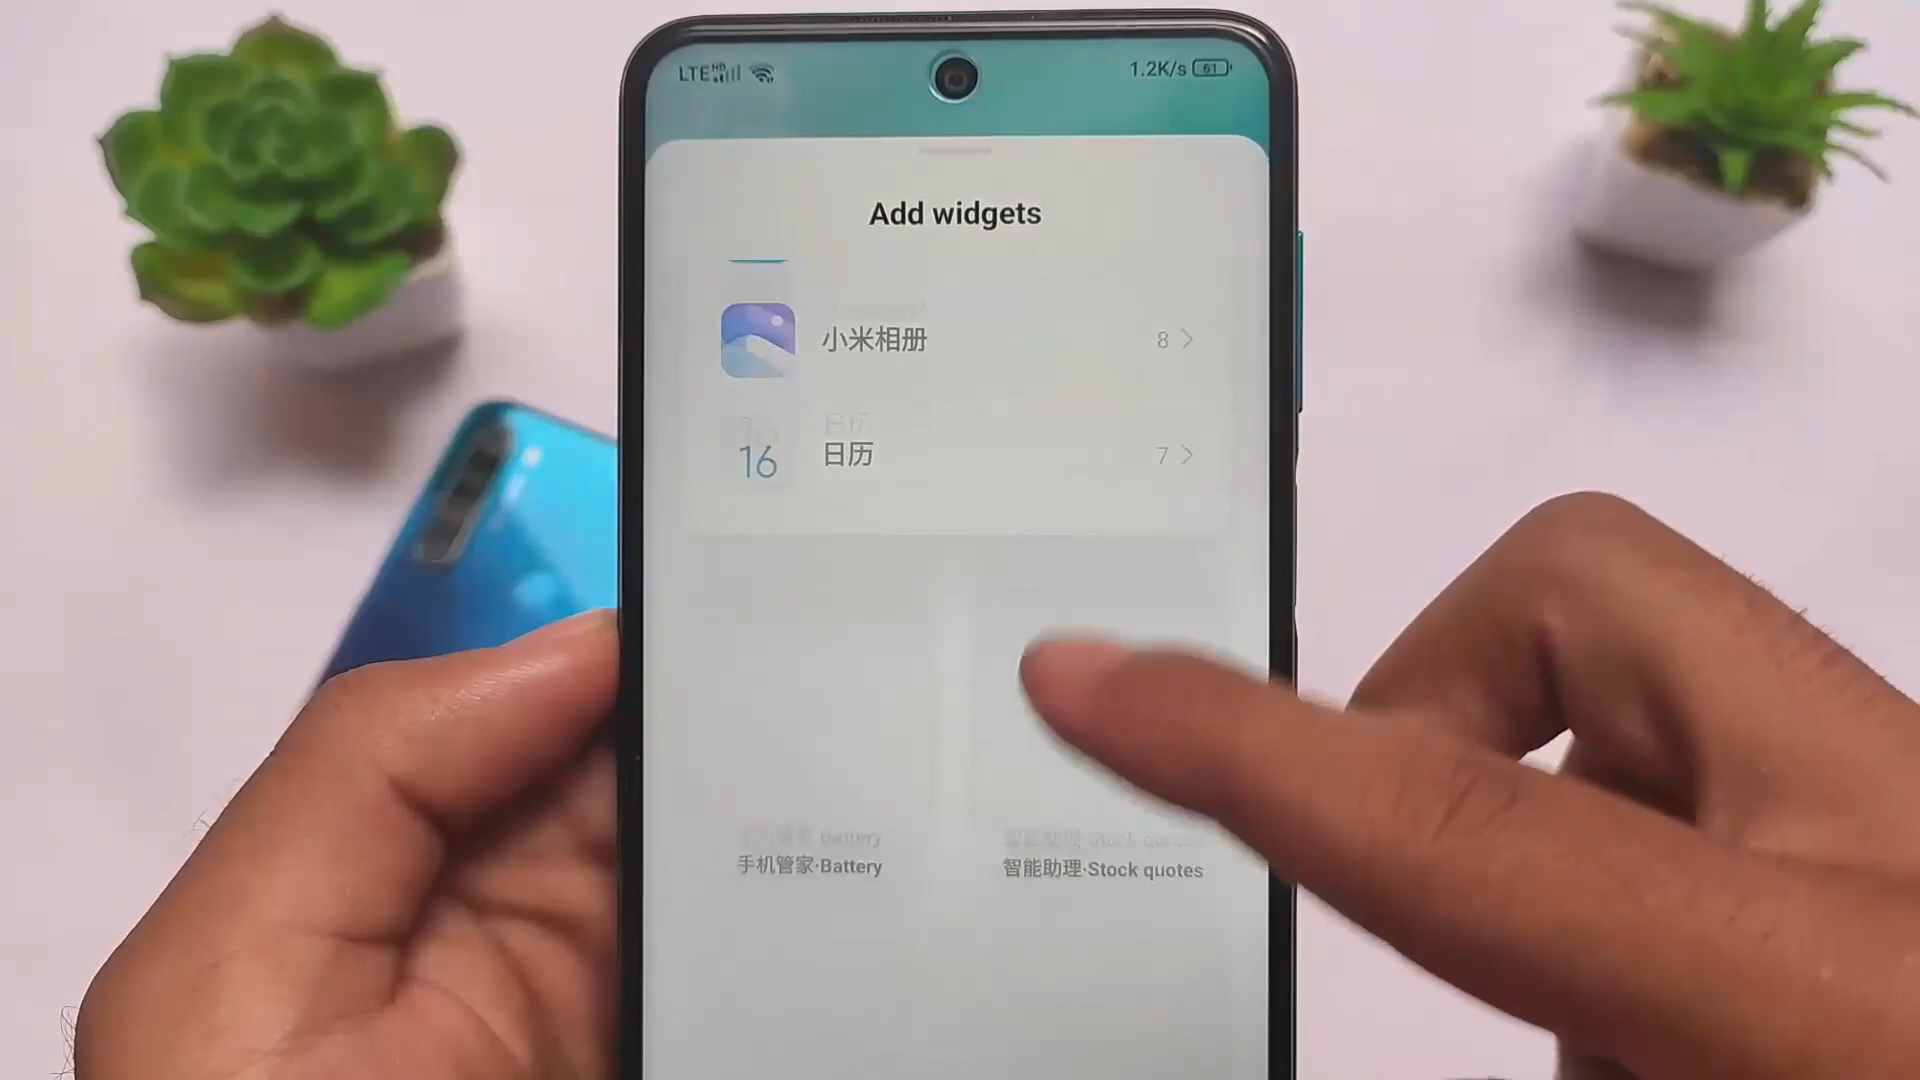 LTE HD
1.2K/s 61
Add widgets
小米相册 8
16 日历 7
手机管家·Battery
智能助理·Stock quotes